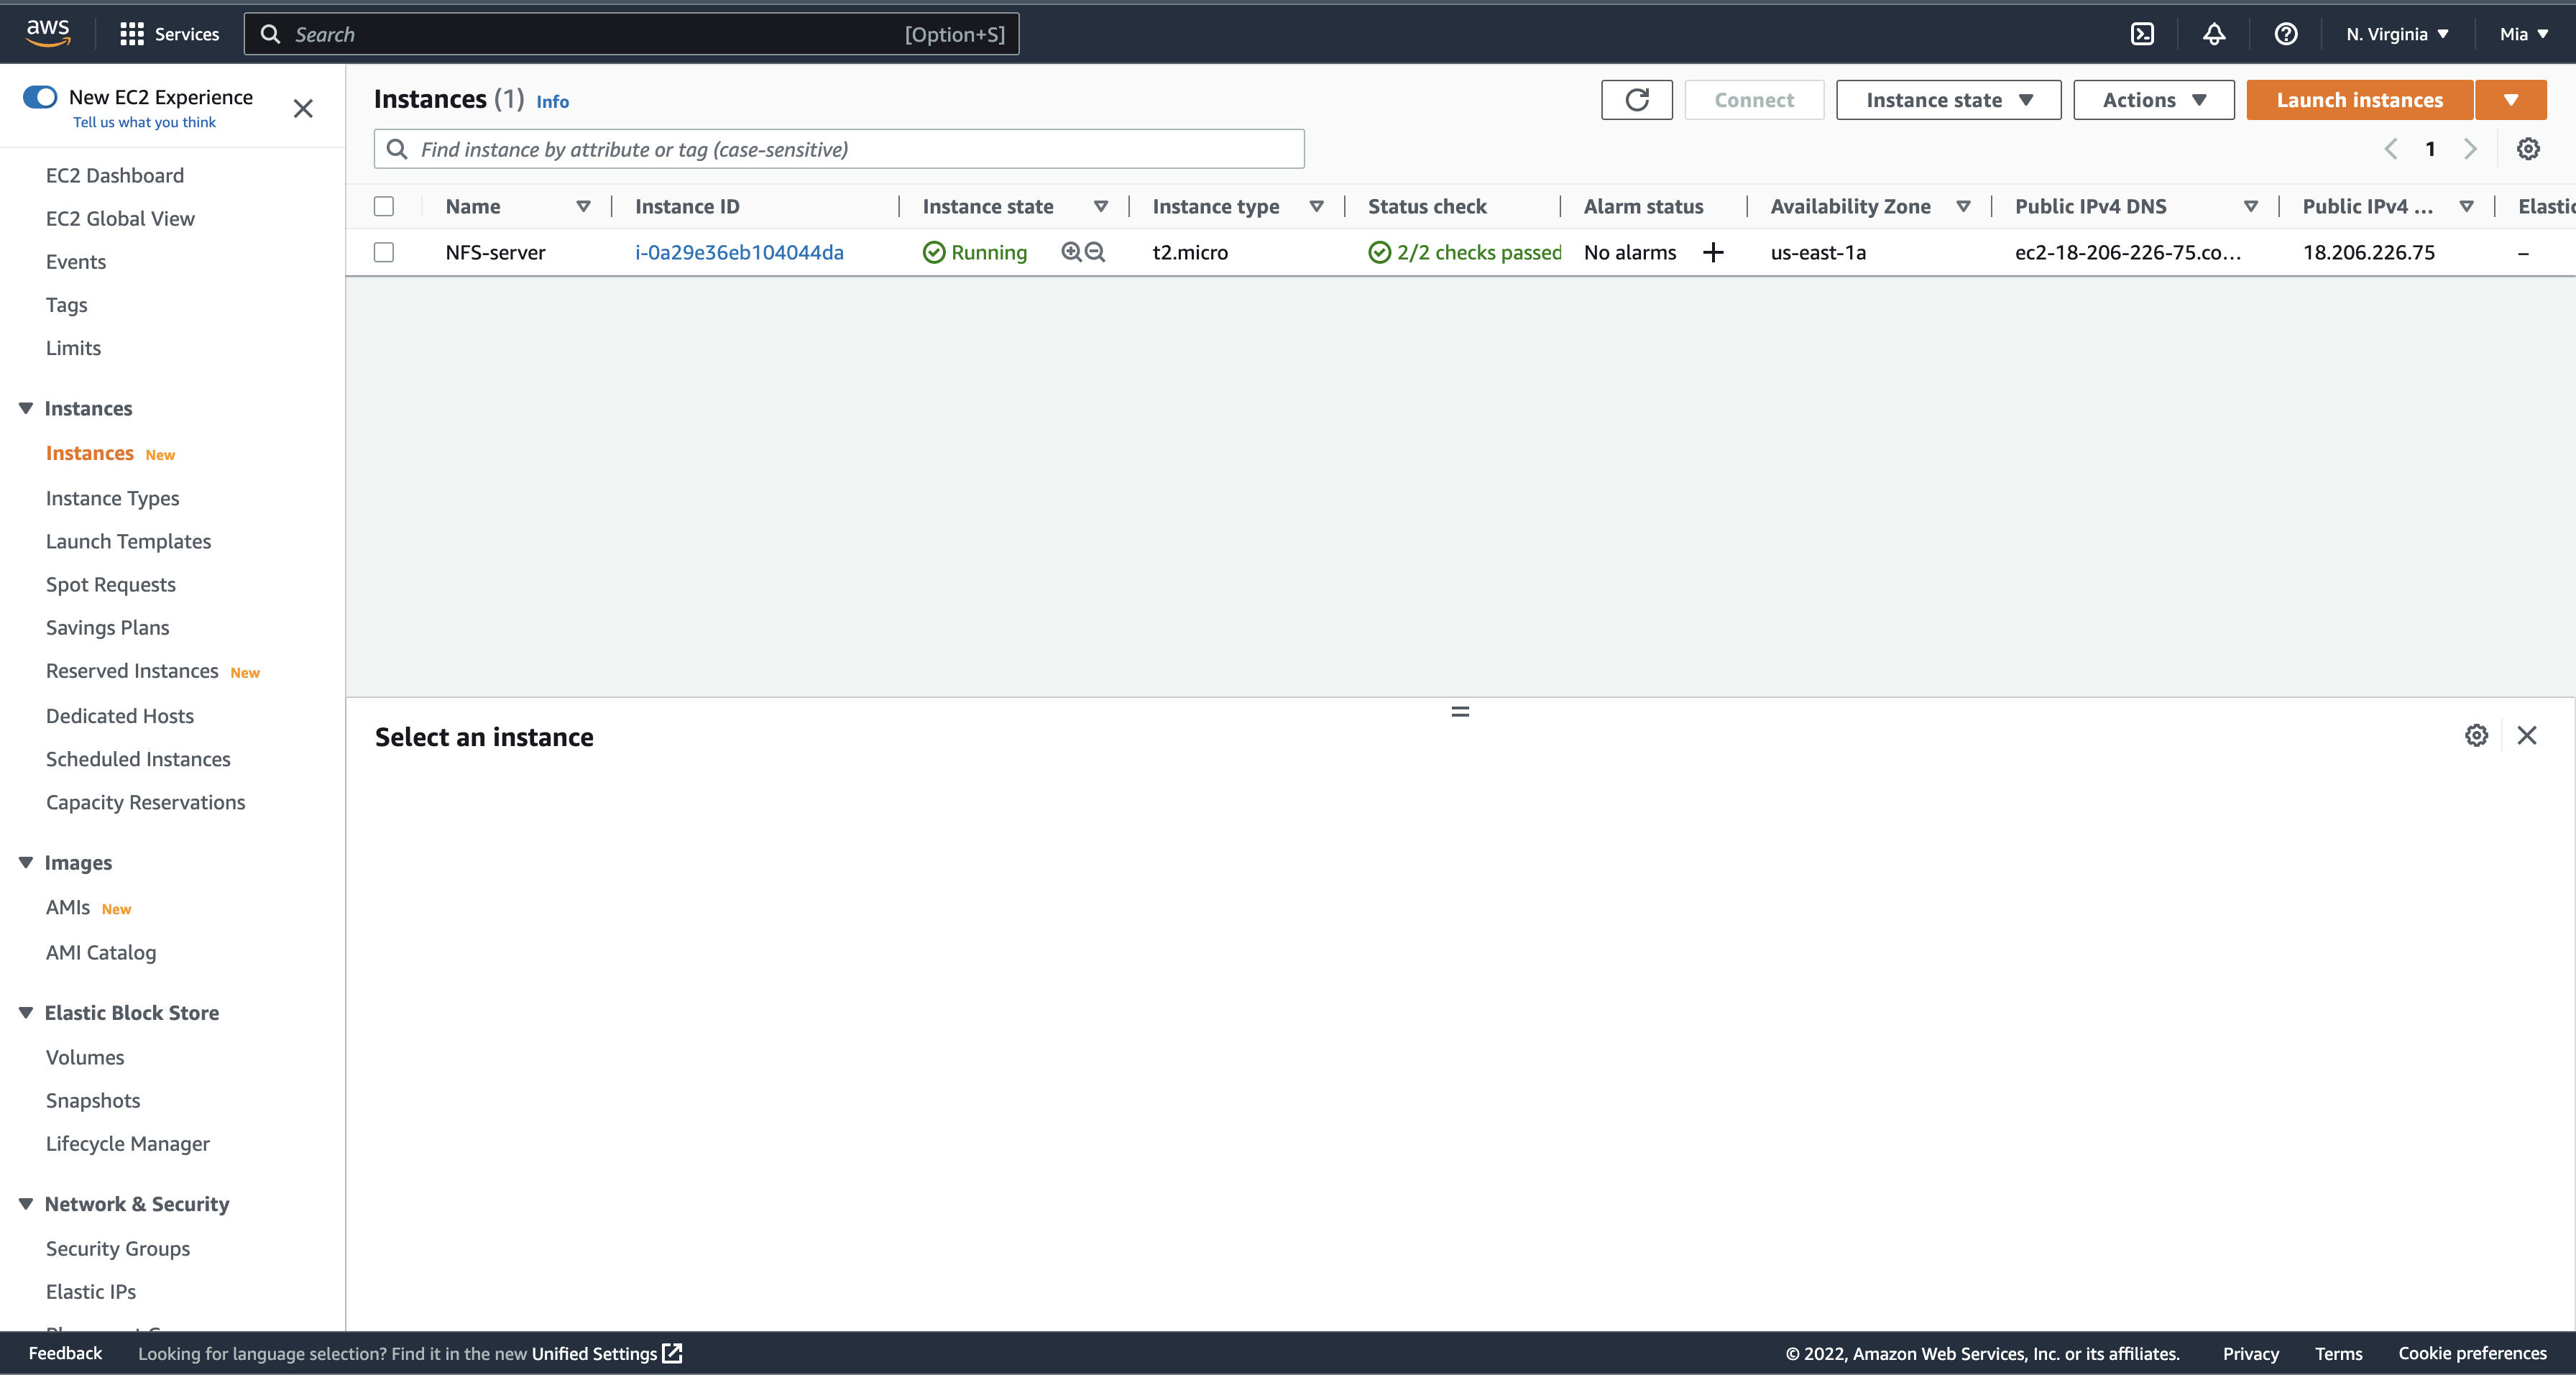 aws
Services
Search [Option+S]
N. Virginia
Mia
New EC2 Experience
Tell us what you think
EC2 Dashboard
EC2 Global View
Events
Tags
Limits
Instances
Instances New
Instance Types
Launch Templates
Spot Requests
Savings Plans
Reserved Instances New
Dedicated Hosts
Scheduled Instances
Capacity Reservations
Images
AMIs New
AMI Catalog
Elastic Block Store
Volumes
Snapshots
Lifecycle Manager
Network & Security
Security Groups
Elastic IPs
Instances (1) Info
Connect
Instance state
Actions
Launch instances
Find instance by attribute or tag (case-sensitive)
1
Name Instance ID Instance state Instance type Status check Alarm status Availability Zone Public IPv4 DNS Public IPv4 ... Elastic
NFS-server i-0a29e36eb104044da Running t2.micro 2/2 checks passed No alarms + us-east-1a ec2-18-206-226-75.co... 18.206.226.75 –
Select an instance
Feedback Looking for language selection? Find it in the new Unified Settings © 2022, Amazon Web Services, Inc. or its affiliates. Privacy Terms Cookie preferences